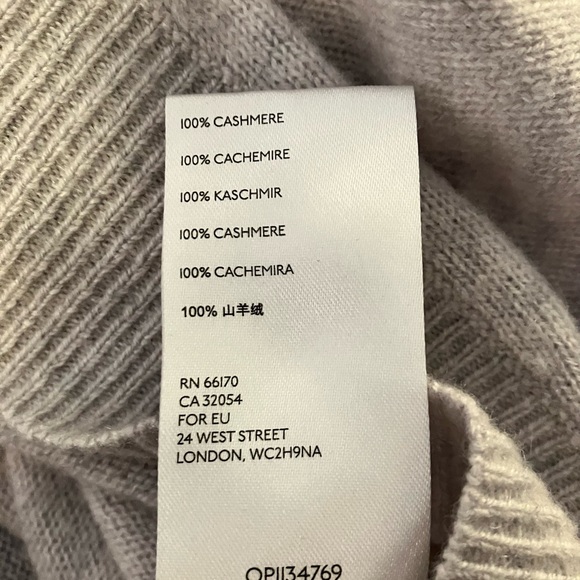 100% CASHMERE
100% CACHEMIRE
100% KASCHMIR
100% CASHMERE
100% CACHEMIRA
100% 山羊绒
RN 66170
CA 32054
FOR EU
24 WEST STREET
LONDON, WC2H9NA
OP1134769